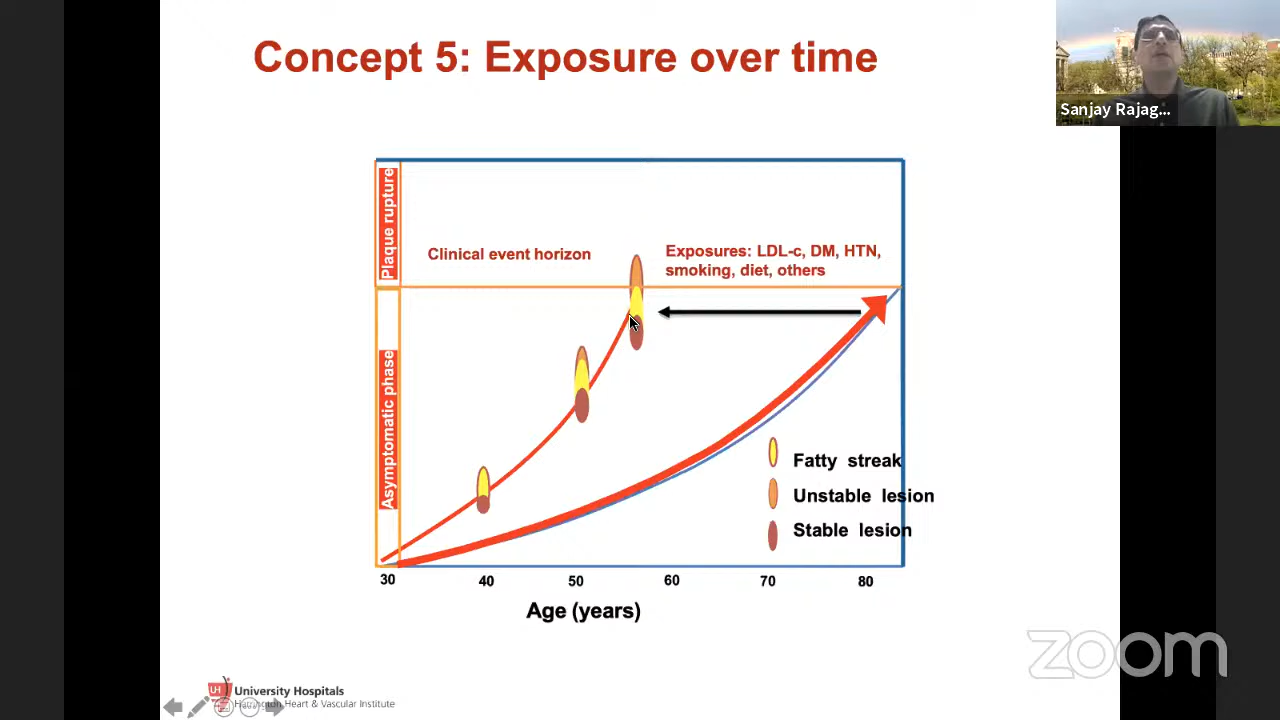 Concept 5: Exposure over time
Sanjay Rajag...
Plaque rupture
Clinical event horizon
Exposures: LDL-c, DM, HTN,
smoking, diet, others
Asymptomatic phase
Fatty streak
Unstable lesion
Stable lesion
30 40 50 60 70 80
Age (years)
zoom
UH
University Hospitals
Heart & Vascular Institute